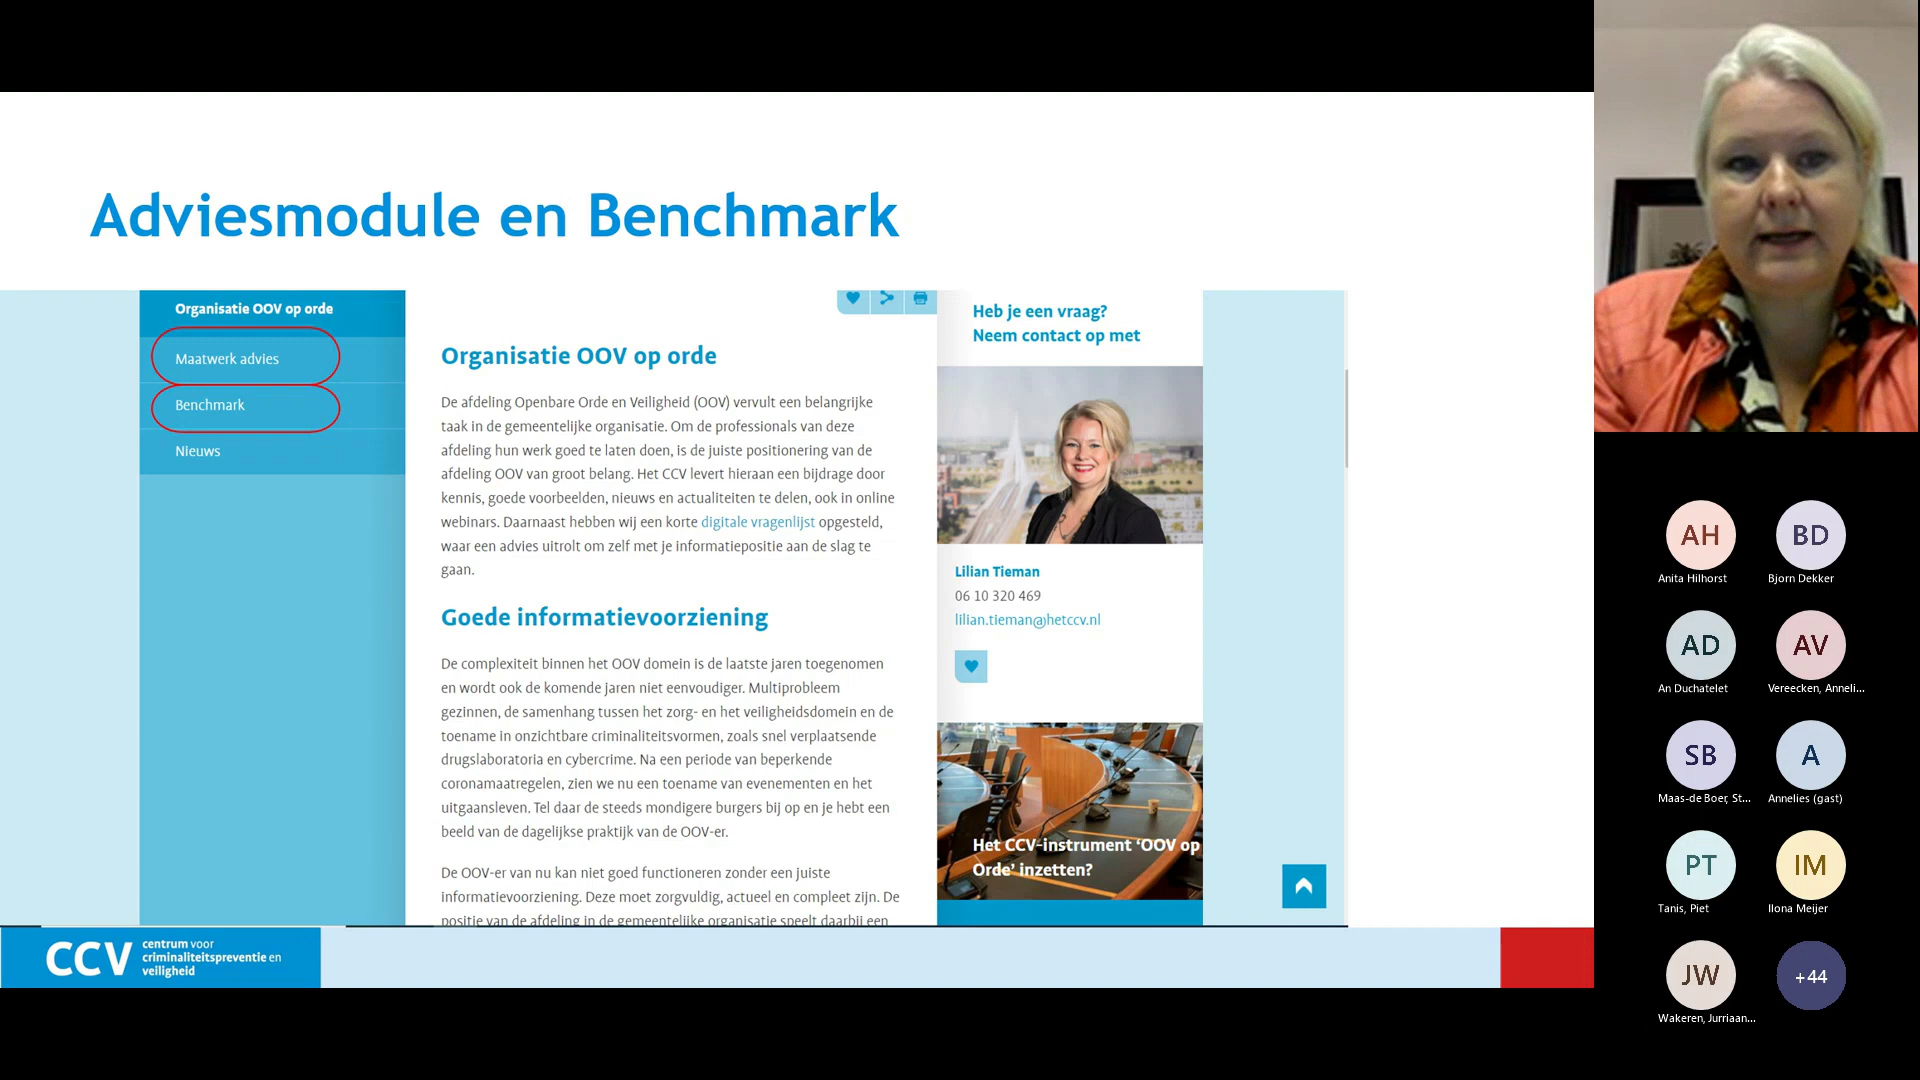 Adviesmodule en Benchmark
Organisatie OOV op orde
Maatwerk advies
Benchmark
Nieuws
Organisatie OOV op orde
De afdeling Openbare Orde en Veiligheid (OOV) vervult een belangrijke
taak in de gemeentelijke organisatie. Om de professionals van deze
afdeling hun werk goed te laten doen, is de juiste positionering van de
afdeling OOV van groot belang. Het CCV levert hieraan een bijdrage door
kennis, goede voorbeelden, nieuws en actualiteiten te delen, ook in online
webinars. Daarnaast hebben wij een korte digitale vragenlijst opgesteld,
waar een advies uitrolt om zelf met je informatiepositie aan de slag te
gaan.
Goede informatievoorziening
De complexiteit binnen het OOV domein is de laatste jaren toegenomen
en wordt ook de komende jaren niet eenvoudiger. Multiprobleem
gezinnen, de samenhang tussen het zorg- en het veiligheidsdomein en de
toename in onzichtbare criminaliteitsvormen, zoals snel verplaatsende
drugslaboratoria en cybercrime. Na een periode van beperkende
coronamaatregelen, zien we nu een toename van evenementen en het
uitgaansleven. Tel daar de steeds mondigere burgers bij op en je hebt een
beeld van de dagelijkse praktijk van de OOV-er.
De OOV-er van nu kan niet goed functioneren zonder een juiste
informatievoorziening. Deze moet zorgvuldig, actueel en compleet zijn. De
positie van de afdeling in de gemeentelijke organisatie speelt daarbij een
Heb je een vraag?
Neem contact op met
Lilian Tieman
06 10 320 469
lilian.tieman@hetccv.nl
Het CCV-instrument ‘OOV op
Orde’ inzetten?
CCV
centrum voor
criminaliteitspreventie en
veiligheid
AH
Anita Hilhorst
BD
Bjorn Dekker
AD
An Duchatelet
AV
Vereecken, Anneli...
SB
Maas-de Boer, St...
A
Annelies (gast)
PT
Tanis, Piet
IM
Ilona Meijer
JW
Wakeren, Jurriaan...
+44